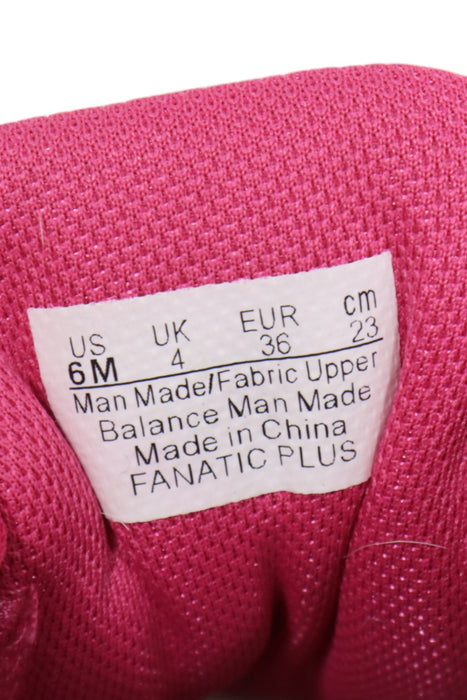 US UK EUR cm
6M 4 36 23
Man Made/Fabric Upper
Balance Man Made
Made in China
FANATIC PLUS